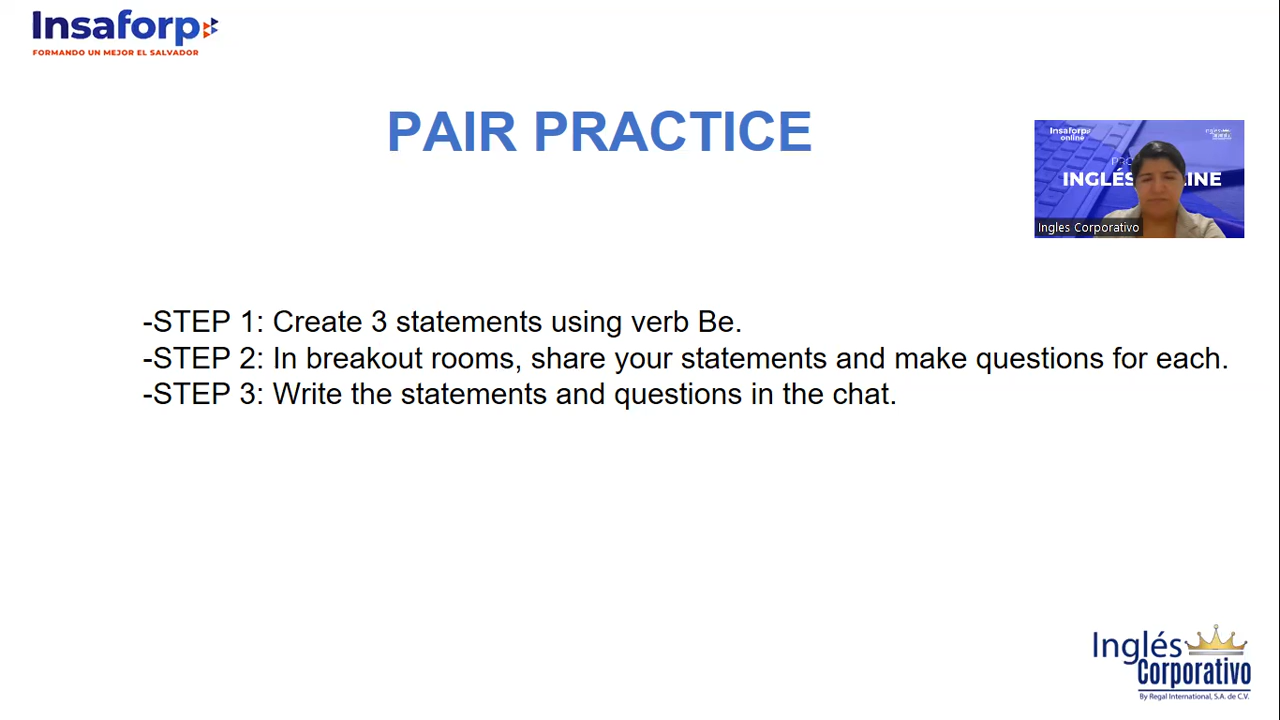 Insaforp
FORMANDO UN MEJOR EL SALVADOR
PAIR PRACTICE
Insaforp
online
INGLÉS
LINE
Ingles Corporativo
-STEP 1: Create 3 statements using verb Be.
-STEP 2: In breakout rooms, share your statements and make questions for each.
-STEP 3: Write the statements and questions in the chat.
Inglés
Corporativo
By Regal International, S.A. de C.V.